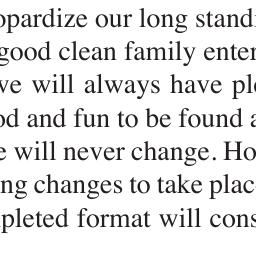 opardize our long standi
good clean family enter
ve will always have ple
od and fun to be found a
e will never change. Ho
ng changes to take plac
pleted format will cons